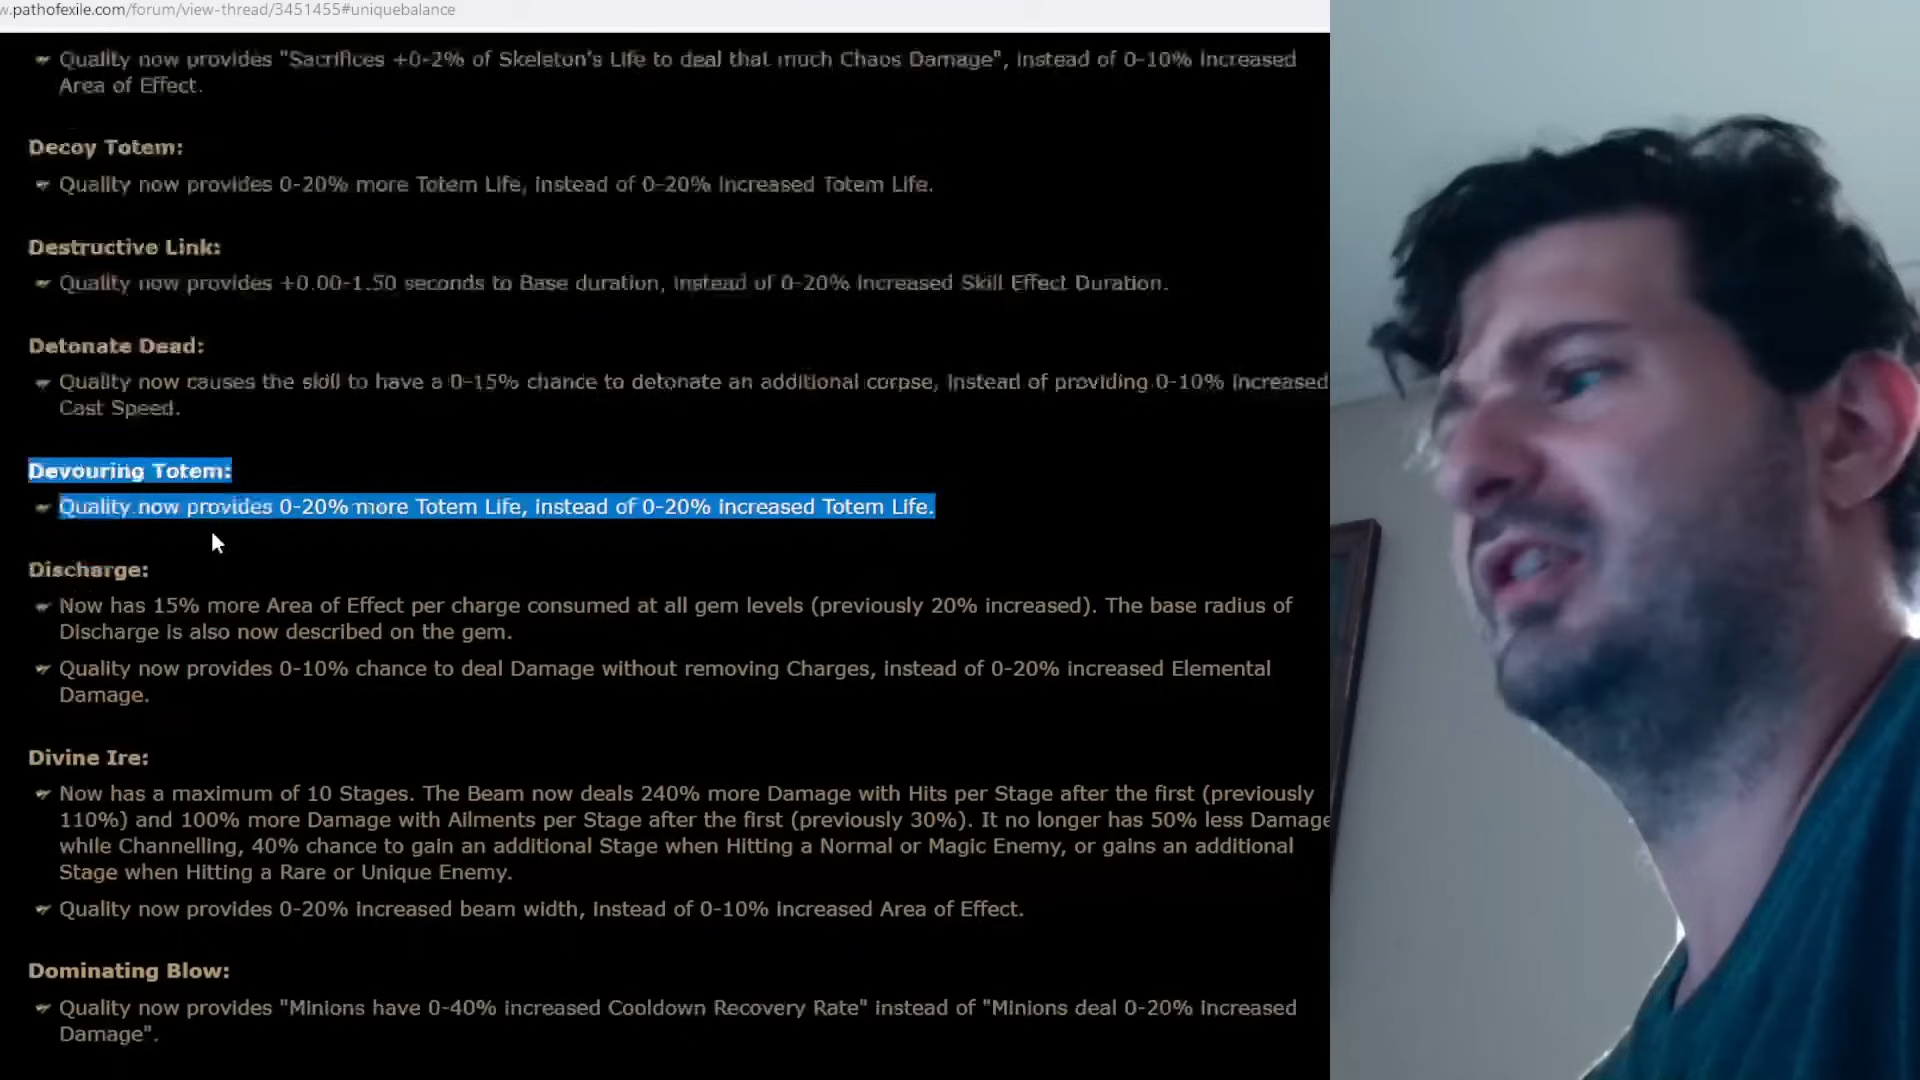 w.pathofexile.com/forum/view-thread/3451455#uniquebalance
Quality now provides "Sacrifices +0-2% of Skeleton's Life to deal that much Chaos Damage", instead of 0-10% increased
Area of Effect.
Decoy Totem:
Quality now provides 0-20% more Totem Life, instead of 0-20% increased Totem Life.
Destructive Link:
Quality now provides +0.00-1.50 seconds to Base duration, instead of 0-20% increased Skill Effect Duration.
Detonate Dead:
Quality now causes the skill to have a 0-15% chance to detonate an additional corpse, instead of providing 0-10% increased
Cast Speed.
Devouring Totem:
Quality now provides 0-20% more Totem Life, instead of 0-20% increased Totem Life.
Discharge:
Now has 15% more Area of Effect per charge consumed at all gem levels (previously 20% increased). The base radius of
Discharge is also now described on the gem.
Quality now provides 0-10% chance to deal Damage without removing Charges, instead of 0-20% increased Elemental
Damage.
Divine Ire:
Now has a maximum of 10 Stages. The Beam now deals 240% more Damage with Hits per Stage after the first (previously
110%) and 100% more Damage with Ailments per Stage after the first (previously 30%). It no longer has 50% less Damage
while Channelling, 40% chance to gain an additional Stage when Hitting a Normal or Magic Enemy, or gains an additional
Stage when Hitting a Rare or Unique Enemy.
Quality now provides 0-20% increased beam width, instead of 0-10% increased Area of Effect.
Dominating Blow:
Quality now provides "Minions have 0-40% increased Cooldown Recovery Rate" instead of "Minions deal 0-20% increased
Damage".